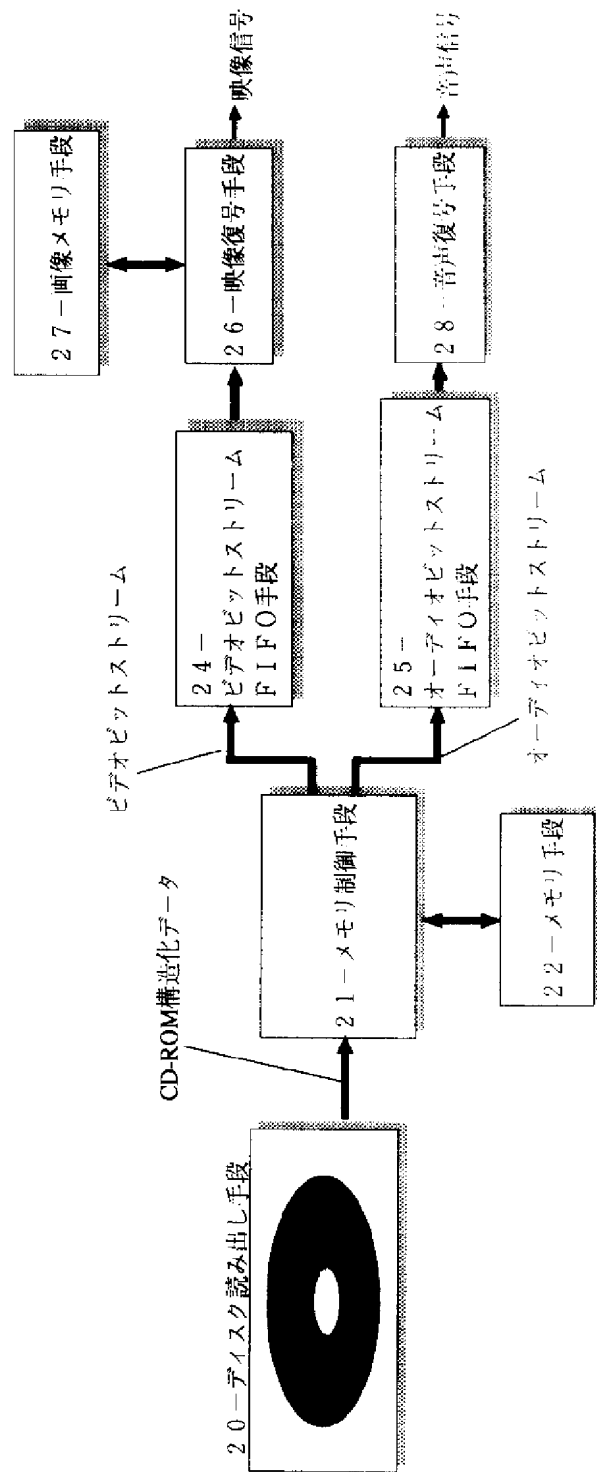 20－ディスク読み出し手段
CD-ROM構造化データ
21－メモリ制御手段
22－メモリ手段
ビデオビットストリーム
24－
ビデオビットストリーム
FIFO手段
25－
オーディオビットストリーム
FIFO手段
オーディオビットストリーム
27－画像メモリ手段
26－映像復号手段
映像信号
28－音声復号手段
音声信号